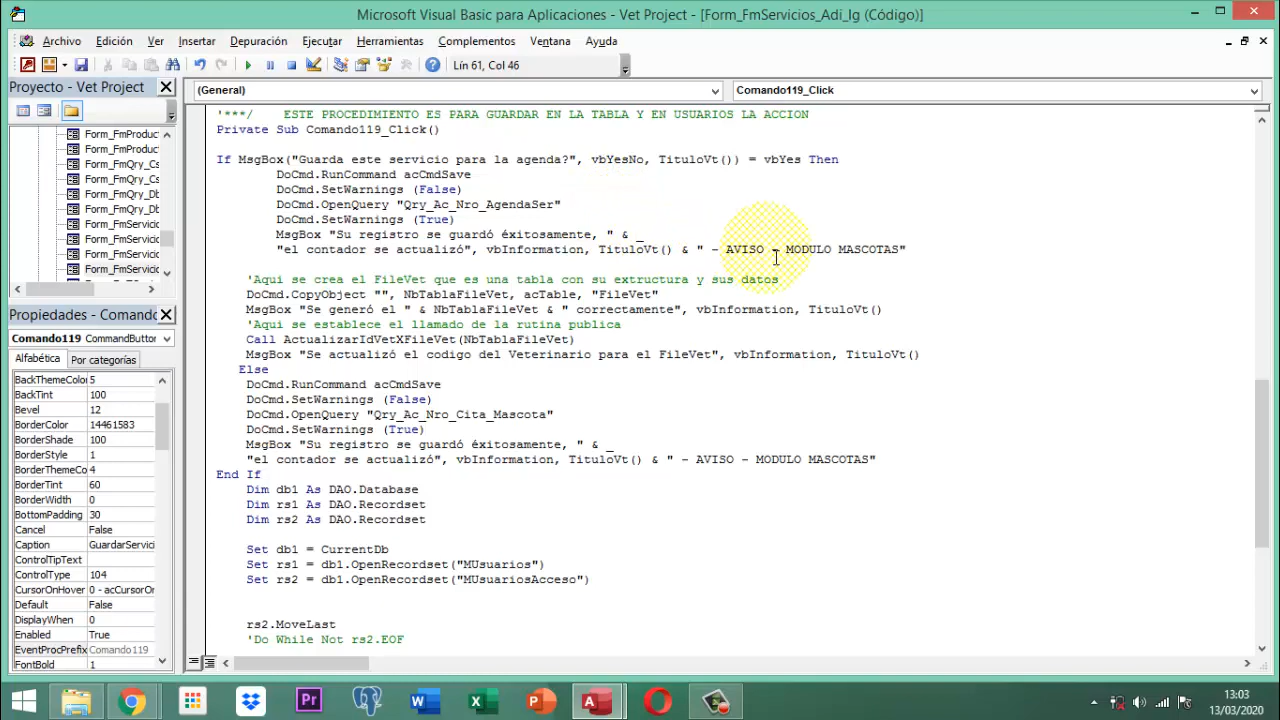 Microsoft Visual Basic para Aplicaciones - Vet Project - [Form_FmServicios_Adi_Ig (Código)]
Archivo Edición Ver Insertar Depuración Ejecutar Herramientas Complementos Ventana Ayuda
Lín 61, Col 46
Proyecto - Vet Project
(General)
Comando119_Click
Form_FmProduc
Form_FmProduc
Form_FmQry_Cs
Form_FmQry_Cs
Form_FmQry_Db
Form_FmQry_Db
Form_FmServicio
Form_FmServicio
Form_FmServicio
Form_FmServicio
Propiedades - Comando
Comando119 CommandButton
Alfabética Por categorías
BackThemeColor 5
BackTint 100
Bevel 12
BorderColor 14461583
BorderShade 100
BorderStyle 1
BorderThemeCo 4
BorderTint 60
BorderWidth 0
BottomPadding 30
Cancel False
Caption GuardarServici
ControlTipText
ControlType 104
CursorOnHover 0 - acCursorOn
Default False
DisplayWhen 0
Enabled True
EventProcPrefix Comando119
FontBold 1
'***/ ESTE PROCEDIMIENTO ES PARA GUARDAR EN LA TABLA Y EN USUARIOS LA ACCION
Private Sub Comando119_Click()
If MsgBox("Guarda este servicio para la agenda?", vbYesNo, TituloVt()) = vbYes Then
DoCmd.RunCommand acCmdSave
DoCmd.SetWarnings (False)
DoCmd.OpenQuery "Qry_Ac_Nro_AgendaSer"
DoCmd.SetWarnings (True)
MsgBox "Su registro se guardó éxitosamente, " & _
"el contador se actualizó", vbInformation, TituloVt() & " - AVISO - MODULO MASCOTAS"
'Aqui se crea el FileVet que es una tabla con su extructura y sus datos
DoCmd.CopyObject "", NbTablaFileVet, acTable, "FileVet"
MsgBox "Se generó el " & NbTablaFileVet & " correctamente", vbInformation, TituloVt()
'Aqui se establece el llamado de la rutina publica
Call ActualizarIdVetXFileVet(NbTablaFileVet)
MsgBox "Se actualizó el codigo del Veterinario para el FileVet", vbInformation, TituloVt()
Else
DoCmd.RunCommand acCmdSave
DoCmd.SetWarnings (False)
DoCmd.OpenQuery "Qry_Ac_Nro_Cita_Mascota"
DoCmd.SetWarnings (True)
MsgBox "Su registro se guardó éxitosamente, " & _
"el contador se actualizó", vbInformation, TituloVt() & " - AVISO - MODULO MASCOTAS"
End If
Dim db1 As DAO.Database
Dim rs1 As DAO.Recordset
Dim rs2 As DAO.Recordset
Set db1 = CurrentDb
Set rs1 = db1.OpenRecordset("MUsuarios")
Set rs2 = db1.OpenRecordset("MUsuariosAcceso")
rs2.MoveLast
'Do While Not rs2.EOF
Pr
13:03
13/03/2020